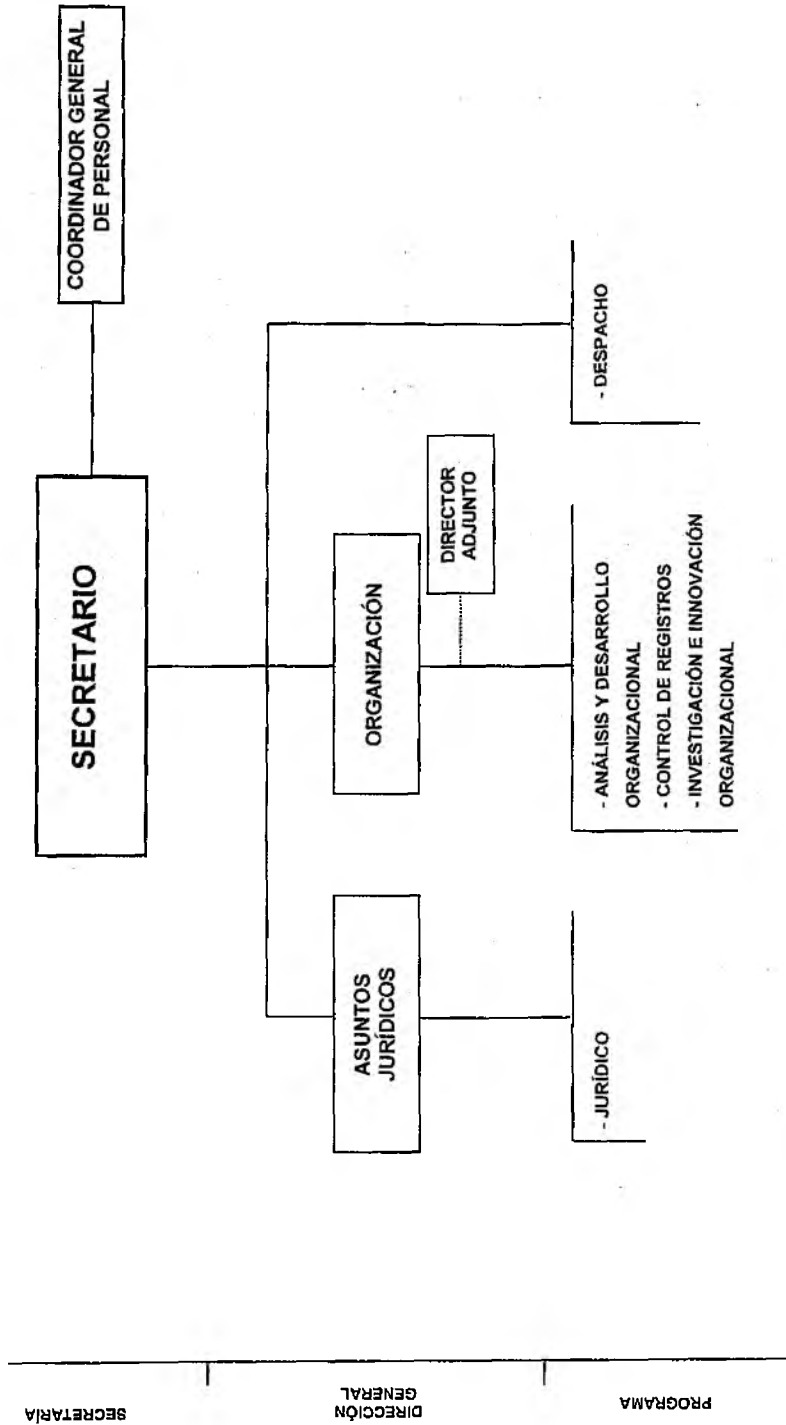 SECRETARÍA
DIRECCIÓN
GENERAL
PROGRAMA
COORDINADOR GENERAL
DE PERSONAL
SECRETARIO
ASUNTOS
JURÍDICOS
ORGANIZACIÓN
DIRECTOR
ADJUNTO
- JURÍDICO
- ANÁLISIS Y DESARROLLO
ORGANIZACIONAL
- CONTROL DE REGISTROS
- INVESTIGACIÓN E INNOVACIÓN
ORGANIZACIONAL
- DESPACHO